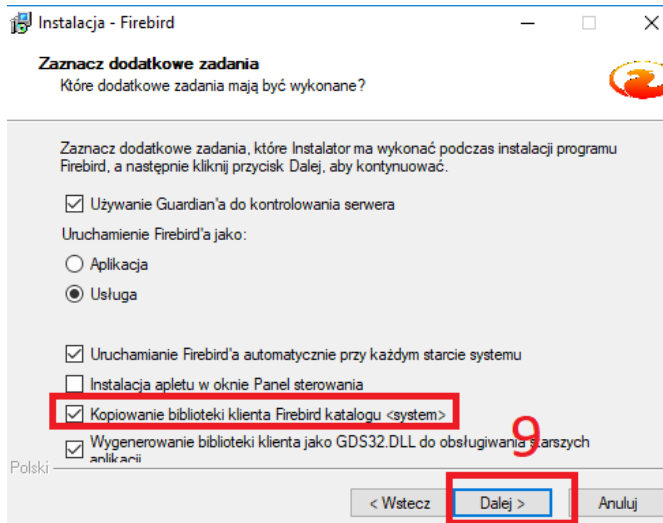 Instalacja - Firebird
Zaznacz dodatkowe zadania
Które dodatkowe zadania mają być wykonane?
Zaznacz dodatkowe zadania, które Instalator ma wykonać podczas instalacji programu
Firebird, a następnie kliknij przycisk Dalej, aby kontynuować.
Używanie Guardian'a do kontrolowania serwera
Uruchamienie Firebird'a jako:
Aplikacja
Usługa
Uruchamianie Firebird'a automatycznie przy każdym starcie systemu
Instalacja apletu w oknie Panel sterowania
Kopiowanie biblioteki klienta Firebird katalogu <system>
9
Wygenerowanie biblioteki klienta jako GDS32.DLL do obsługiwania starszych
aplikacji
Polski
< Wstecz
Dalej >
Anuluj